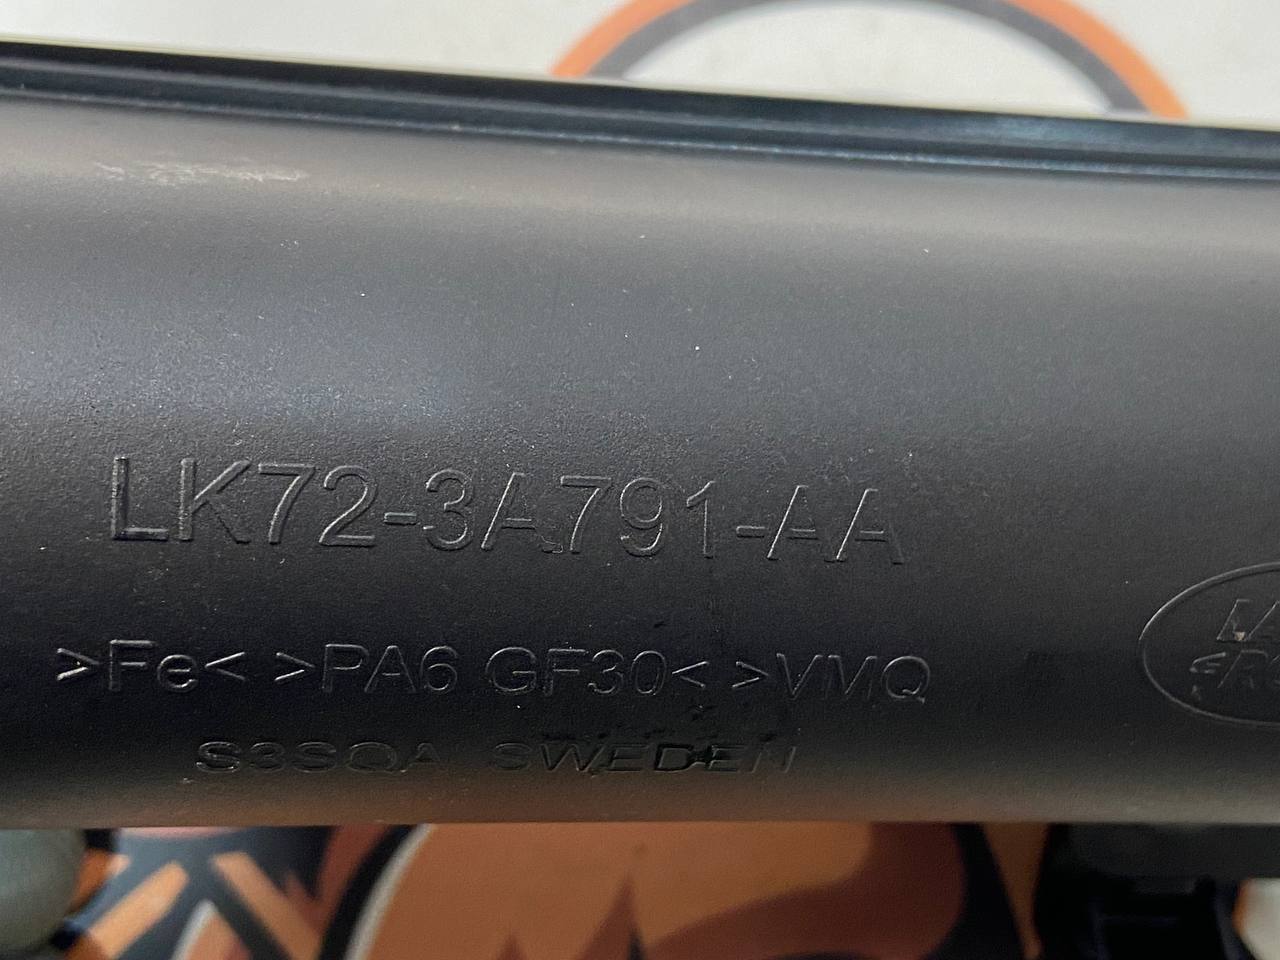 LK72-3A791-AA
>Fe< >PA6 GF30< >VMQ
S3SQA SWEDEN